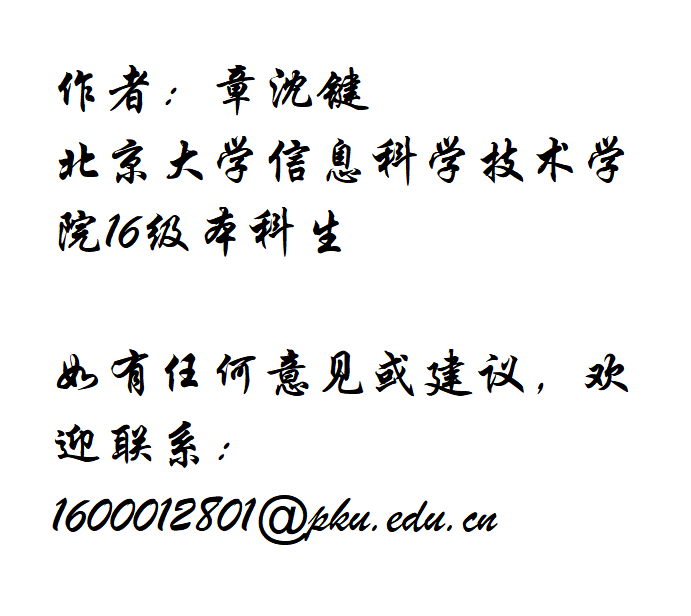 作者：章沈键
北京大学信息科学技术学
院16级本科生
如有任何意见或建议，欢
迎联系：
1600012801@pku.edu.cn